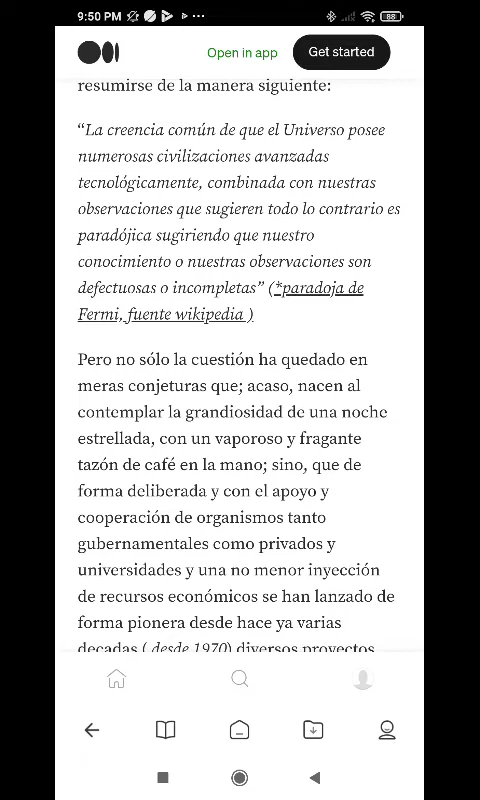 9:50 PM
88
Open in app
Get started
resumirse de la manera siguiente:
“La creencia común de que el Universo posee
numerosas civilizaciones avanzadas
tecnológicamente, combinada con nuestras
observaciones que sugieren todo lo contrario es
paradójica sugiriendo que nuestro
conocimiento o nuestras observaciones son
defectuosas o incompletas” (*paradoja de
Fermi, fuente wikipedia )
Pero no sólo la cuestión ha quedado en
meras conjeturas que; acaso, nacen al
contemplar la grandiosidad de una noche
estrellada, con un vaporoso y fragante
tazón de café en la mano; sino, que de
forma deliberada y con el apoyo y
cooperación de organismos tanto
gubernamentales como privados y
universidades y una no menor inyección
de recursos económicos se han lanzado de
forma pionera desde hace ya varias
decadas ( desde 1970) diversos proyectos